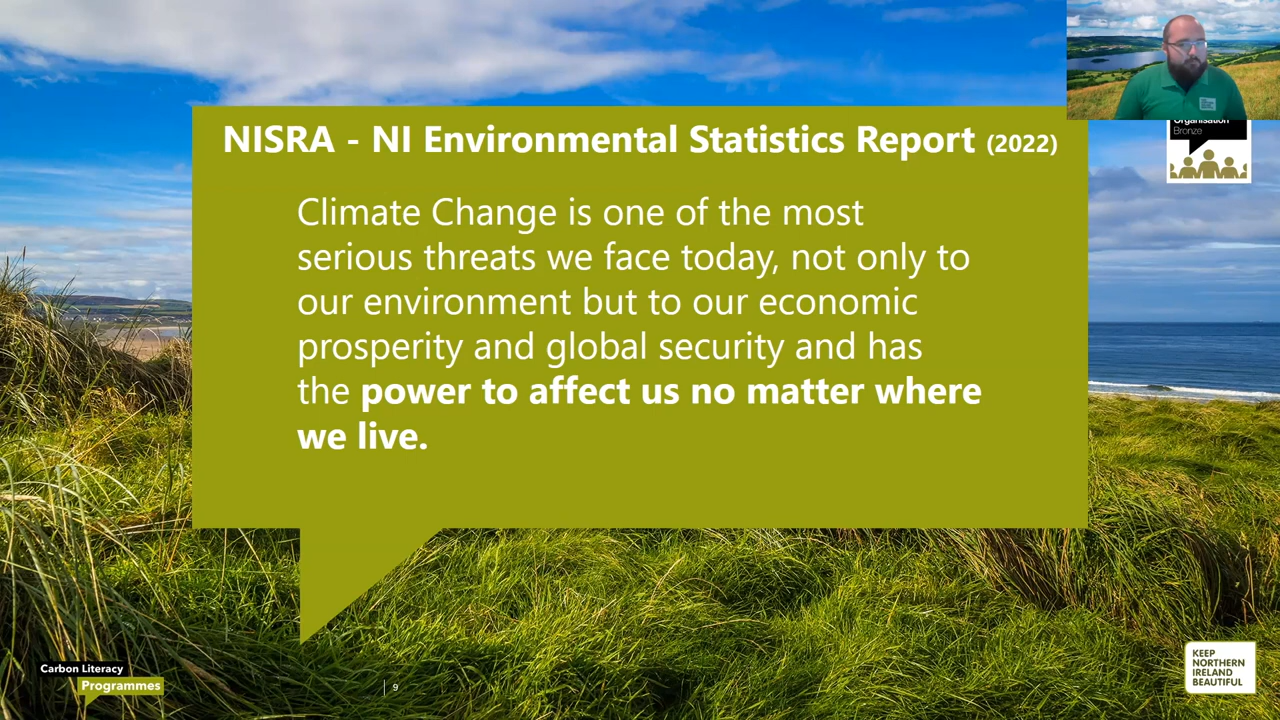 Organisation
Bronze
NISRA - NI Environmental Statistics Report (2022)
Climate Change is one of the most
serious threats we face today, not only to
our environment but to our economic
prosperity and global security and has
the power to affect us no matter where
we live.
Carbon Literacy
Programmes
9
KEEP
NORTHERN
IRELAND
BEAUTIFUL